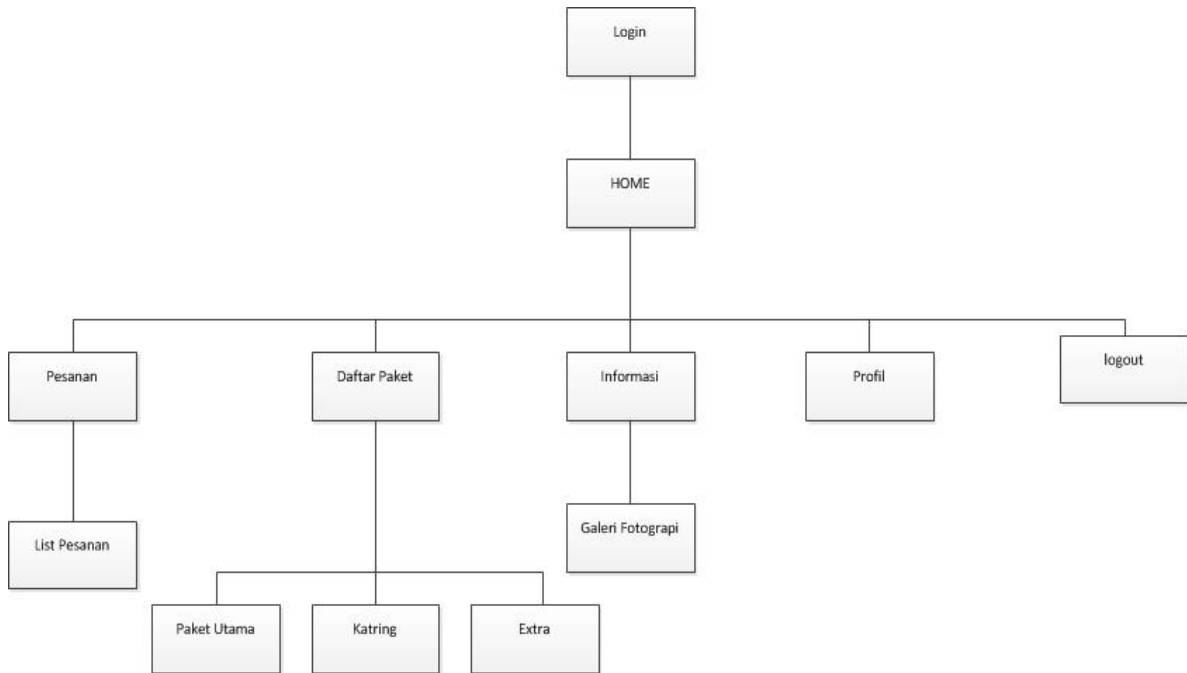 Login
HOME
Pesanan
Daftar Paket
Informasi
Profil
logout
List Pesanan
Galeri Fotograpi
Paket Utama
Katring
Extra